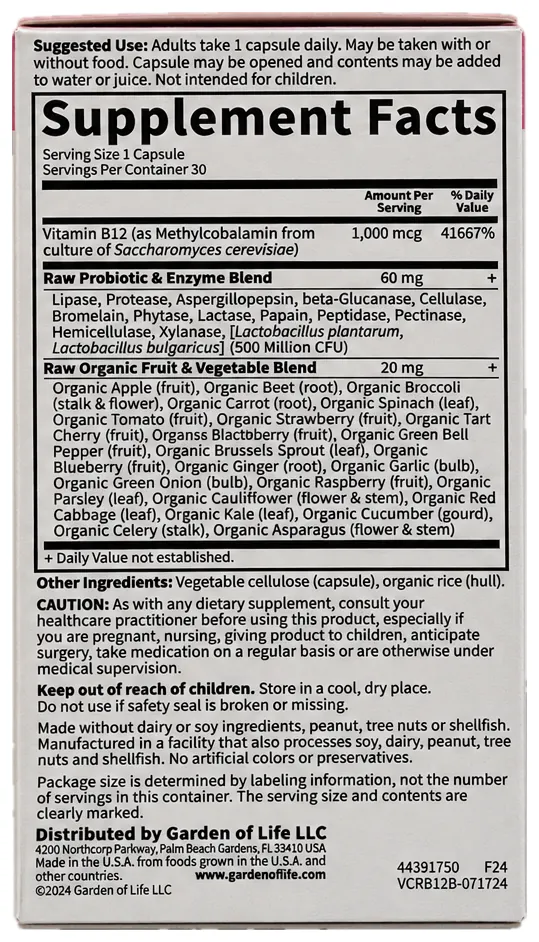 Suggested Use: Adults take 1 capsule daily. May be taken with or
without food. Capsule may be opened and contents may be added
to water or juice. Not intended for children.
Supplement Facts
Serving Size 1 Capsule
Servings Per Container 30
Amount Per Serving % Daily Value
Vitamin B12 (as Methylcobalamin from 1,000 mcg 41667%
culture of Saccharomyces cerevisiae)
Raw Probiotic & Enzyme Blend 60 mg +
Lipase, Protease, Aspergillopepsin, beta-Glucanase, Cellulase,
Bromelain, Phytase, Lactase, Papain, Peptidase, Pectinase,
Hemicellulase, Xylanase, [Lactobacillus plantarum,
Lactobacillus bulgaricus] (500 Million CFU)
Raw Organic Fruit & Vegetable Blend 20 mg +
Organic Apple (fruit), Organic Beet (root), Organic Broccoli
(stalk & flower), Organic Carrot (root), Organic Spinach (leaf),
Organic Tomato (fruit), Organic Strawberry (fruit), Organic Tart
Cherry (fruit), Organss Blactbberry (fruit), Organic Green Bell
Pepper (fruit), Organic Brussels Sprout (leaf), Organic
Blueberry (fruit), Organic Ginger (root), Organic Garlic (bulb),
Organic Green Onion (bulb), Organic Raspberry (fruit), Organic
Parsley (leaf), Organic Cauliffower (flower & stem), Organic Red
Cabbage (leaf), Organic Kale (leaf), Organic Cucumber (gourd),
Organic Celery (stalk), Organic Asparagus (flower & stem)
+ Daily Value not established.
Other Ingredients: Vegetable cellulose (capsule), organic rice (hull).
CAUTION: As with any dietary supplement, consult your
healthcare practitioner before using this product, especially if
you are pregnant, nursing, giving product to children, anticipate
surgery, take medication on a regular basis or are otherwise under
medical supervision.
Keep out of reach of children. Store in a cool, dry place.
Do not use if safety seal is broken or missing.
Made without dairy or soy ingredients, peanut, tree nuts or shellfish.
Manufactured in a facility that also processes soy, dairy, peanut, tree
nuts and shellfish. No artificial colors or preservatives.
Package size is determined by labeling information, not the number
of servings in this container. The serving size and contents are
clearly marked.
Distributed by Garden of Life LLC
4200 Northcorp Parkway, Palm Beach Gardens, FL 33410 USA
Made in the U.S.A. from foods grown in the U.S.A. and
other countries. www.gardenoflife.com
©2024 Garden of Life LLC
44391750 F24
VCRB12B-071724